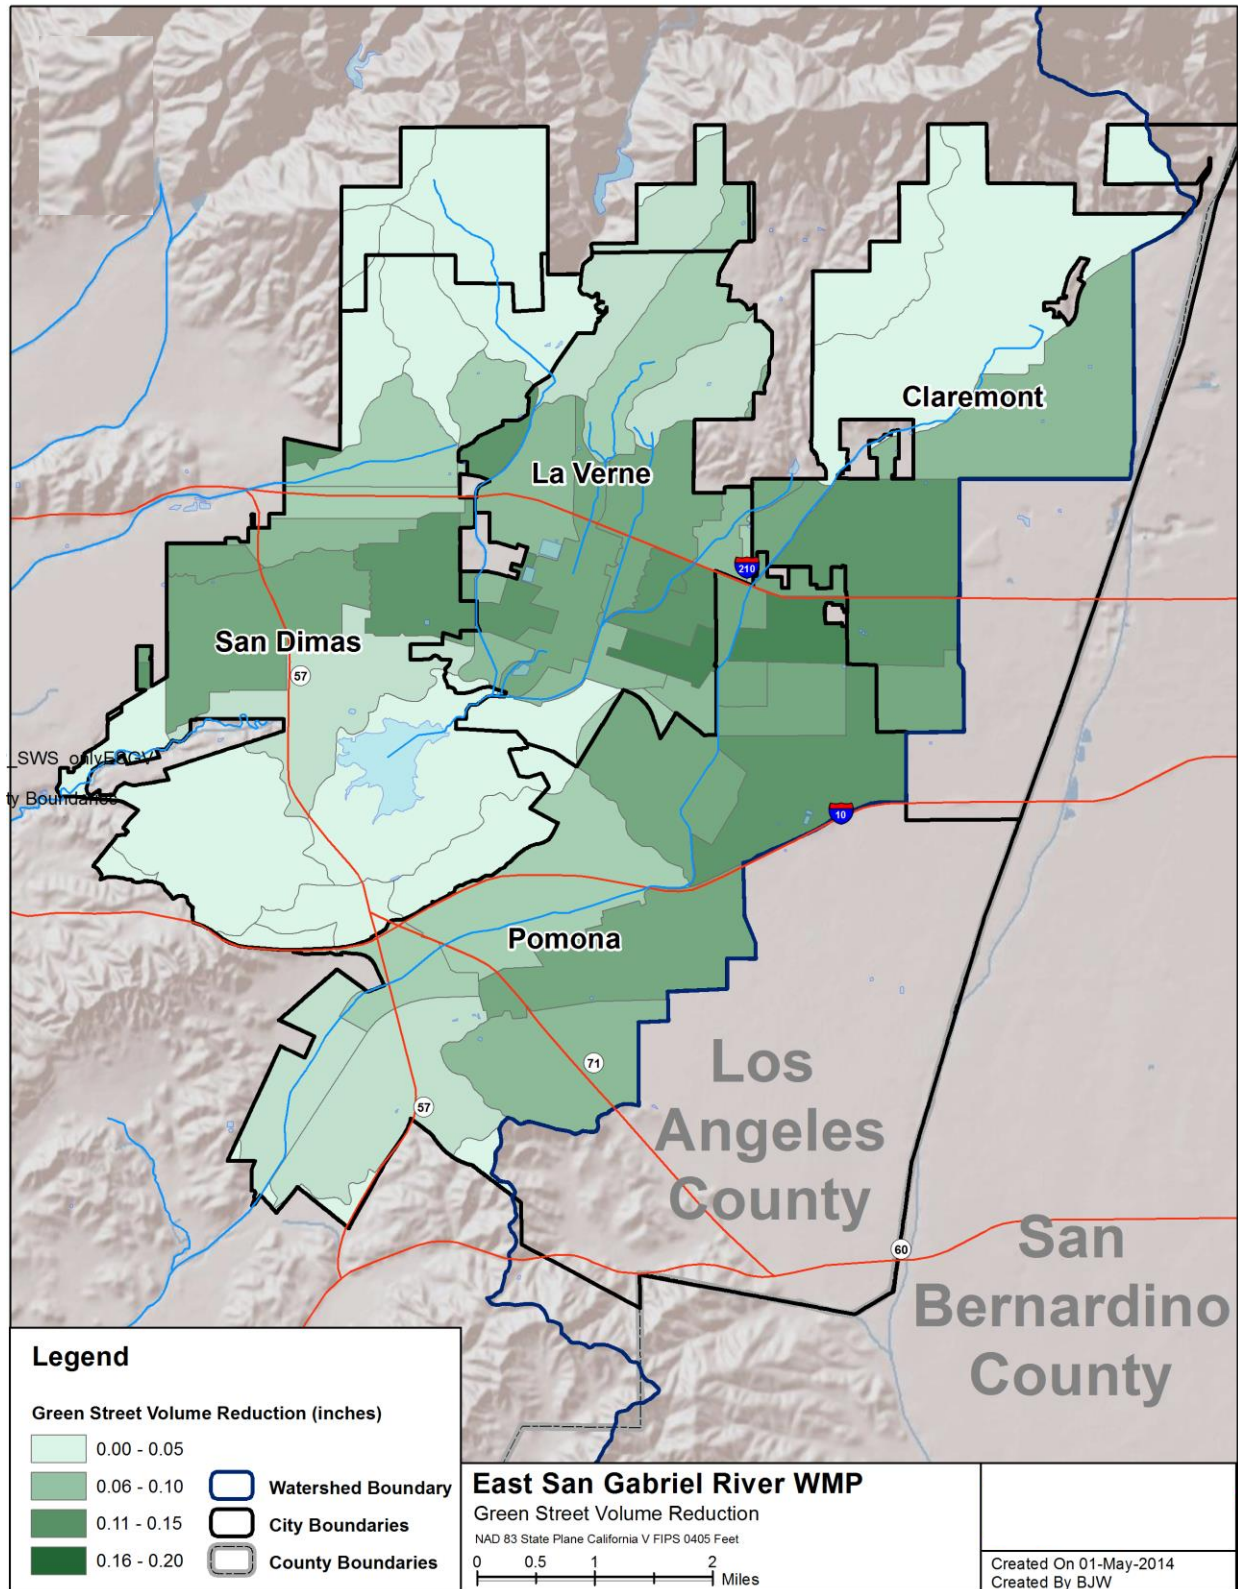 Claremont
La Verne
210
San Dimas
57
_SWS_onlyESGV
ty Boundaries
10
Pomona
71
57
Los
Angeles
County
60
San
Bernardino
County
Legend
Green Street Volume Reduction (inches)
0.00 - 0.05
0.06 - 0.10
0.11 - 0.15
0.16 - 0.20
Watershed Boundary
City Boundaries
County Boundaries
East San Gabriel River WMP
Green Street Volume Reduction
NAD 83 State Plane California V FIPS 0405 Feet
0 0.5 1 2
Miles
Created On 01-May-2014
Created By BJW